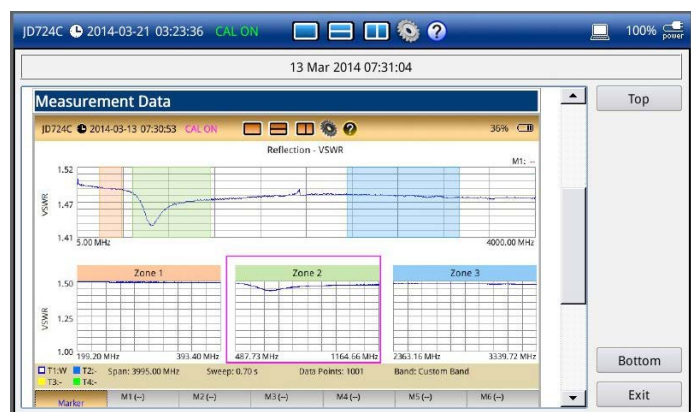 JD724C 2014-03-21 03:23:36 CAL ON ? 100% power
13 Mar 2014 07:31:04
Measurement Data
Top
JD724C 2014-03-13 07:30:53 CAL ON ? 36%
Reflection - VSWR
M1: --
1.52
VSWR
1.47
1.41
5.00 MHz 4000.00 MHz
Zone 1 Zone 2 Zone 3
1.50
VSWR
1.25
1.00
199.20 MHz 393.40 MHz 487.73 MHz 1164.66 MHz 2363.16 MHz 3339.72 MHz
T1:W T2:- Span: 3995.00 MHz Sweep: 0.70 s Data Points: 1001 Band: Custom Band
T3:- T4:-
Marker M1 (--) M2 (--) M3 (--) M4 (--) M5 (--) M6 (--)
Bottom
Exit